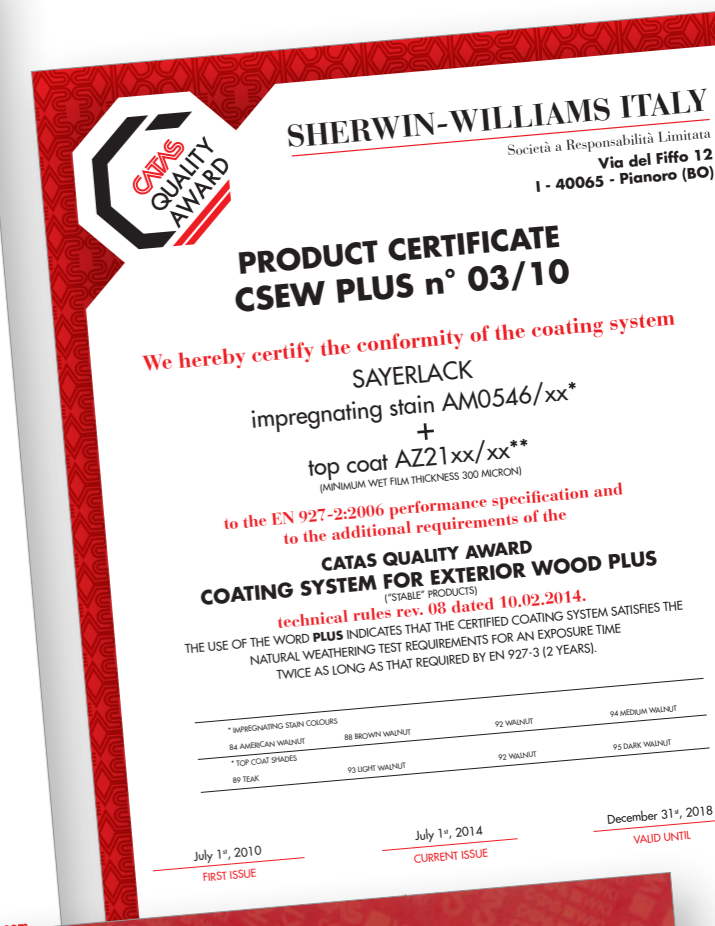 CATAS
QUALITY
AWARD
SHERWIN-WILLIAMS ITALY
Società a Responsabilità Limitata
Via del Fiffo 12
I - 40065 - Pianoro (BO)
PRODUCT CERTIFICATE
CSEW PLUS n° 03/10
We hereby certify the conformity of the coating system
SAYERLACK
impregnating stain AM0546/xx*
+
top coat AZ21xx/xx**
(MINIMUM WET FILM THICKNESS 300 MICRON)
to the EN 927-2:2006 performance specification and
to the additional requirements of the
CATAS QUALITY AWARD
COATING SYSTEM FOR EXTERIOR WOOD PLUS
("STABLE" PRODUCTS)
technical rules rev. 08 dated 10.02.2014.
THE USE OF THE WORD PLUS INDICATES THAT THE CERTIFIED COATING SYSTEM SATISFIES THE
NATURAL WEATHERING TEST REQUIREMENTS FOR AN EXPOSURE TIME
TWICE AS LONG AS THAT REQUIRED BY EN 927-3 (2 YEARS).
* IMPREGNATING STAIN COLOURS
84 AMERICAN WALNUT 88 BROWN WALNUT 92 WALNUT 94 MEDIUM WALNUT
* TOP COAT SHADES
89 TEAK 93 LIGHT WALNUT 92 WALNUT 95 DARK WALNUT
July 1st, 2010 July 1st, 2014 December 31st, 2018
FIRST ISSUE CURRENT ISSUE VALID UNTIL